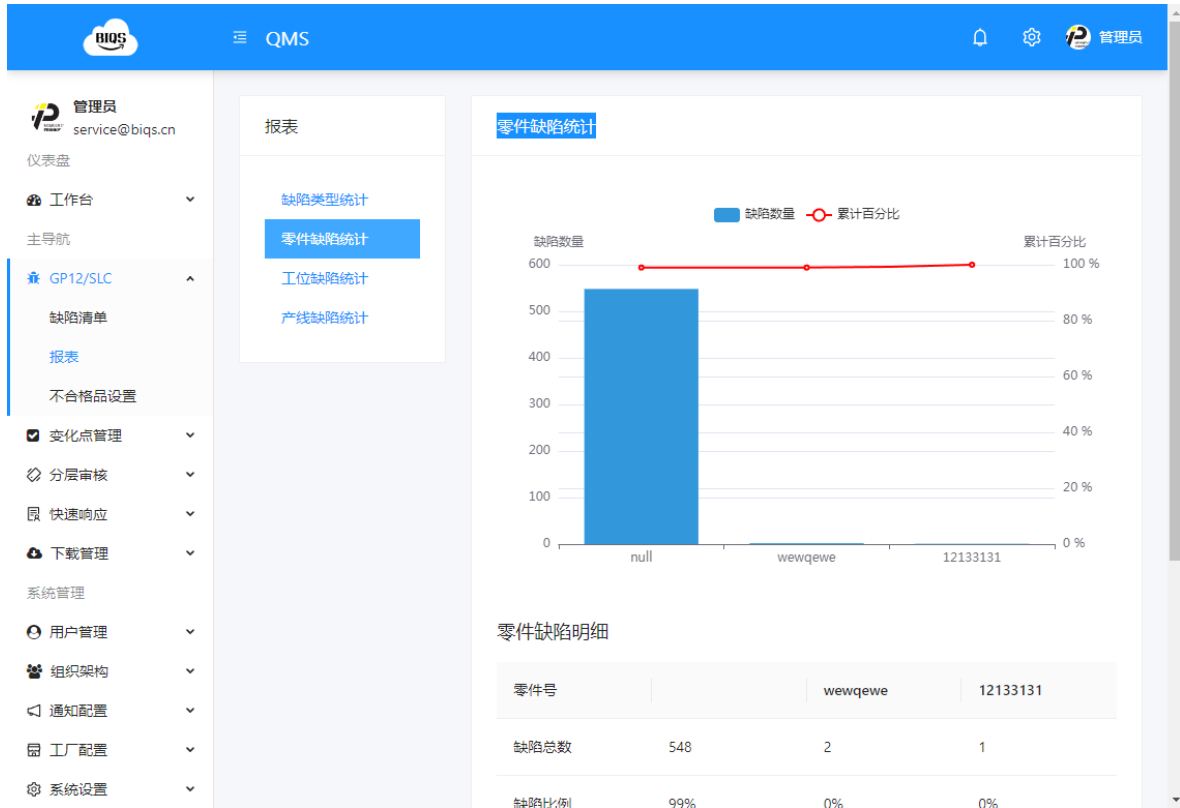 BIQS
QMS
管理员
管理员
service@biqs.cn
仪表盘
工作台
主导航
GP12/SLC
缺陷清单
报表
不合格品设置
变化点管理
分层审核
快速响应
下载管理
系统管理
用户管理
组织架构
通知配置
工厂配置
系统设置
报表
缺陷类型统计
零件缺陷统计
工位缺陷统计
产线缺陷统计
零件缺陷统计
缺陷数量 累计百分比
缺陷数量 累计百分比
600 100 %
500
80 %
400
60 %
300
40 %
200
20 %
100
0 0 %
null wewqewe 12133131
零件缺陷明细
零件号 wewqewe 12133131
缺陷总数 548 2 1
缺陷比例 99% 0% 0%